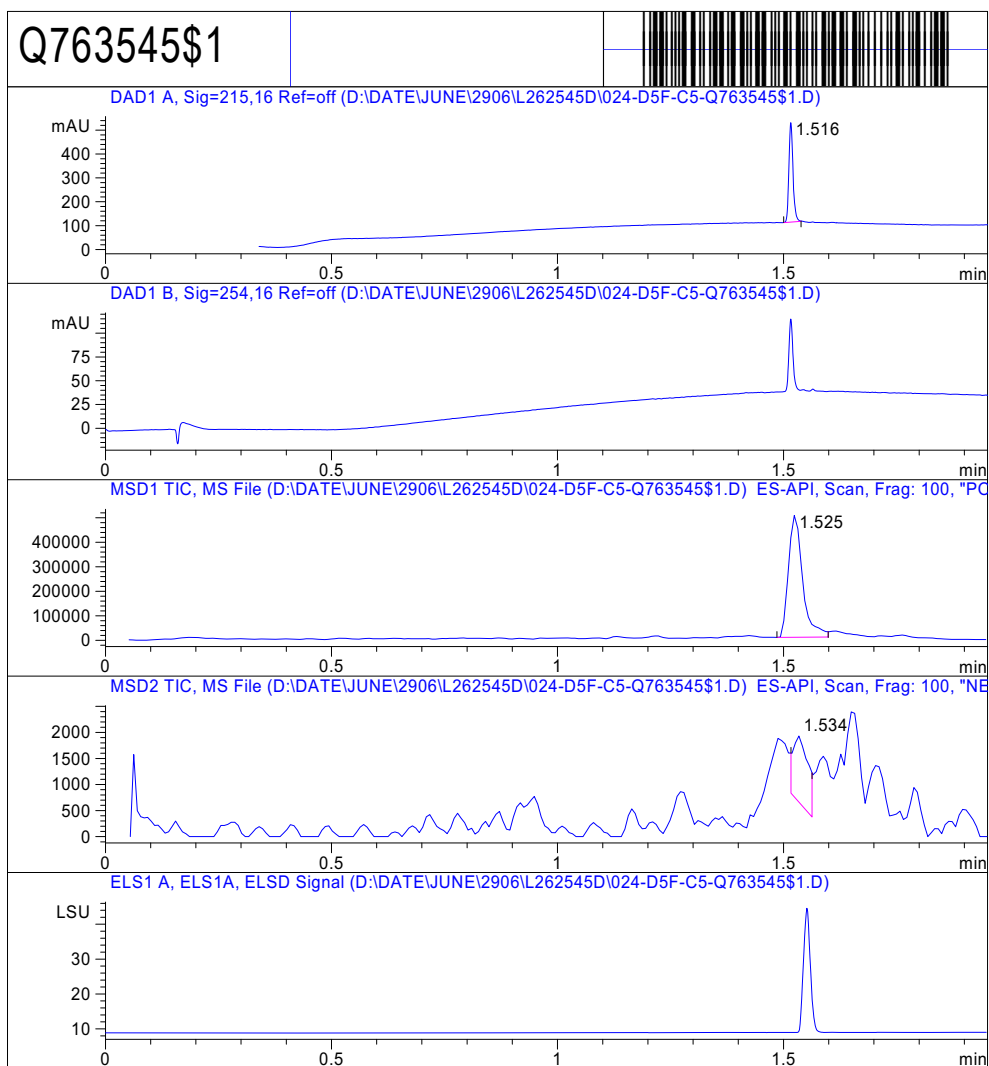 Q763545$1
DAD1 A, Sig=215,16 Ref=off (D:\DATE\JUNE\2906\L262545D\024-D5F-C5-Q763545$1.D)
mAU
1.516
400
300
200
100
0
0 0.5 1 1.5 min
DAD1 B, Sig=254,16 Ref=off (D:\DATE\JUNE\2906\L262545D\024-D5F-C5-Q763545$1.D)
mAU
75
50
25
0
0 0.5 1 1.5 min
MSD1 TIC, MS File (D:\DATE\JUNE\2906\L262545D\024-D5F-C5-Q763545$1.D) ES-API, Scan, Frag: 100, "PO
1.525
400000
300000
200000
100000
0
0 0.5 1 1.5 min
MSD2 TIC, MS File (D:\DATE\JUNE\2906\L262545D\024-D5F-C5-Q763545$1.D) ES-API, Scan, Frag: 100, "NE
1.534
2000
1500
1000
500
0
0 0.5 1 1.5 min
ELS1 A, ELS1A, ELSD Signal (D:\DATE\JUNE\2906\L262545D\024-D5F-C5-Q763545$1.D)
LSU
30
20
10
0 0.5 1 1.5 min